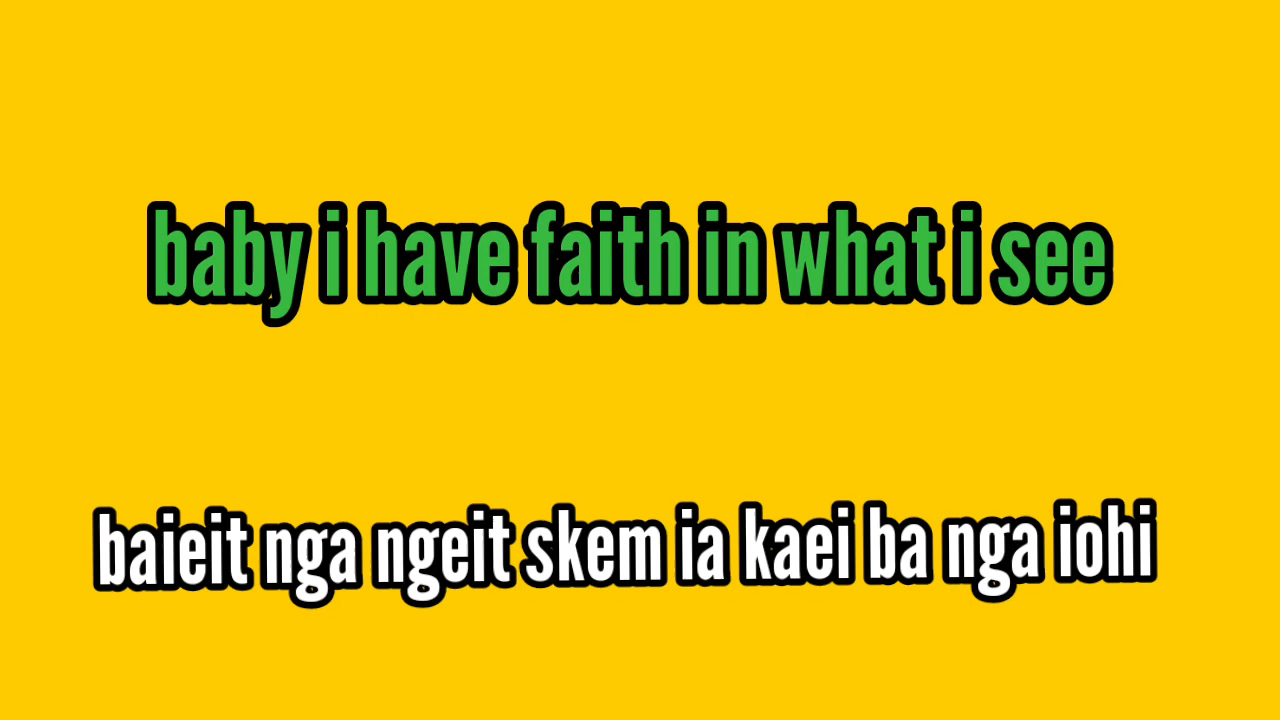 baby i have faith in what i see
baieit nga ngeit skem ia kaei ba nga iohi